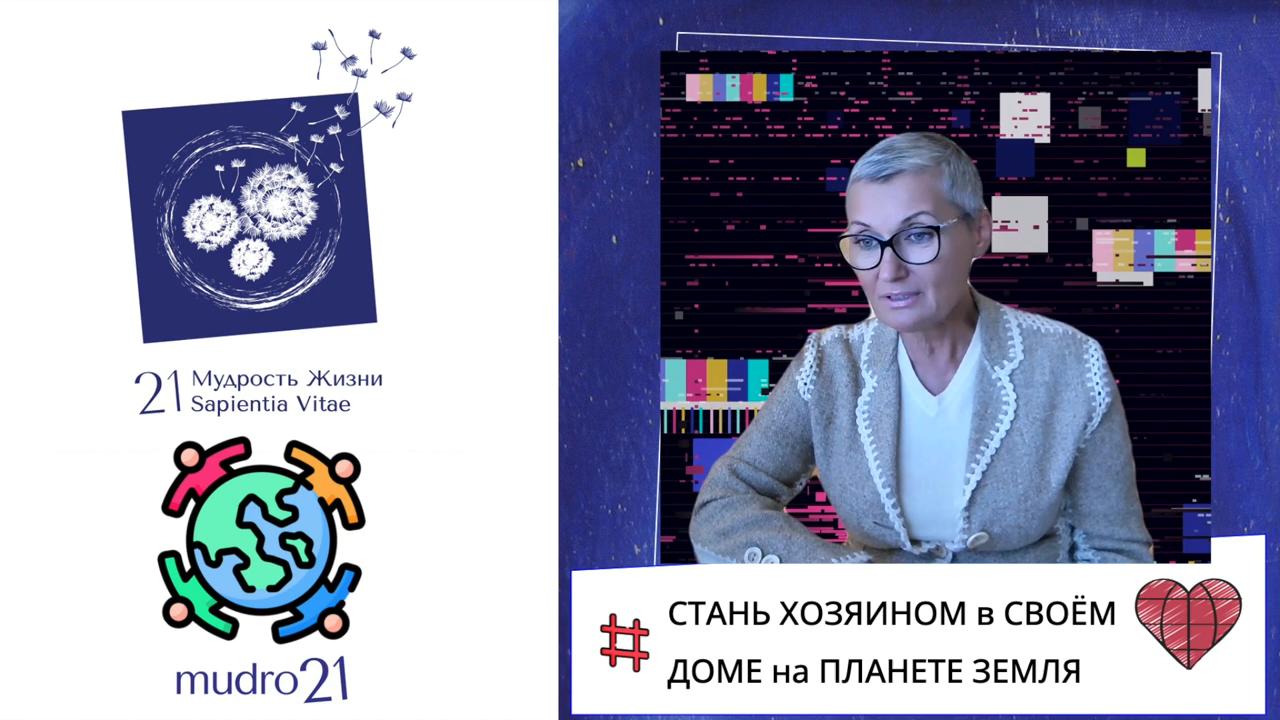 21 Мудрость Жизни
Sapientia Vitae
mudro21
# СТАНЬ ХОЗЯИНОМ в СВОЁМ
ДОМЕ на ПЛАНЕТЕ ЗЕМЛЯ